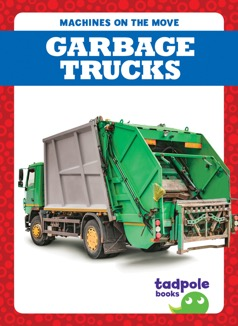 MACHINES ON THE MOVE
GARBAGE
TRUCKS
tadpole
books